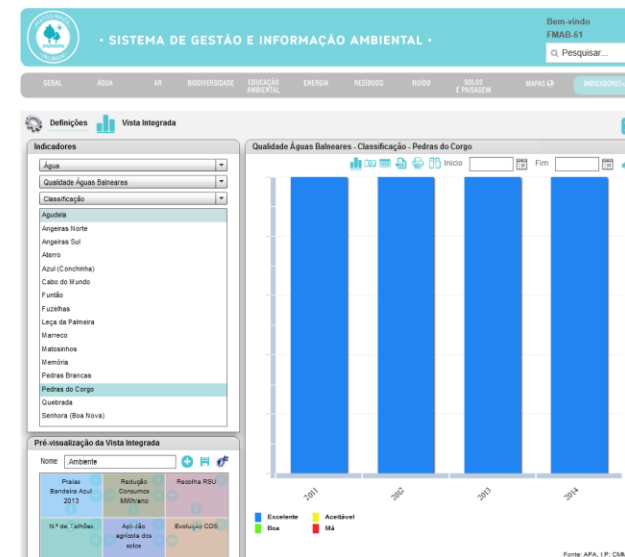 MATOSINHOS
• SISTEMA DE GESTÃO E INFORMAÇÃO AMBIENTAL •
Bem-vindo
FMAB-61
Pesquisar...
GERAL ÁGUA AR BIODIVERSIDADE EDUCAÇÃO AMBIENTAL ENERGIA RESÍDUOS RUÍDO SOLOS E PAISAGEM MAPAS INDICADORES
Definições Vista Integrada
Indicadores
Água
Qualidade Águas Balneares
Classificação
Agudela
Angeiras Norte
Angeiras Sul
Aterro
Azul (Conchinha)
Cabo do Mundo
Funtão
Fuzelhas
Leça da Palmeira
Marreco
Matosinhos
Memória
Pedras Brancas
Pedras do Corgo
Quebrada
Senhora (Boa Nova)
Pré-visualização da Vista Integrada
Nome Ambiente
Praias Bandeira Azul 2013
Redução Consumos MWh/ano
Recolha RSU
N.º de Talhões
Aptidão agrícola dos solos
Evolução COS
Qualidade Águas Balneares - Classificação - Pedras do Corgo
Inicio Fim
2011 2012 2013 2014
Excelente Aceitável
Boa Má
Fonte: APA, I.P; CMM